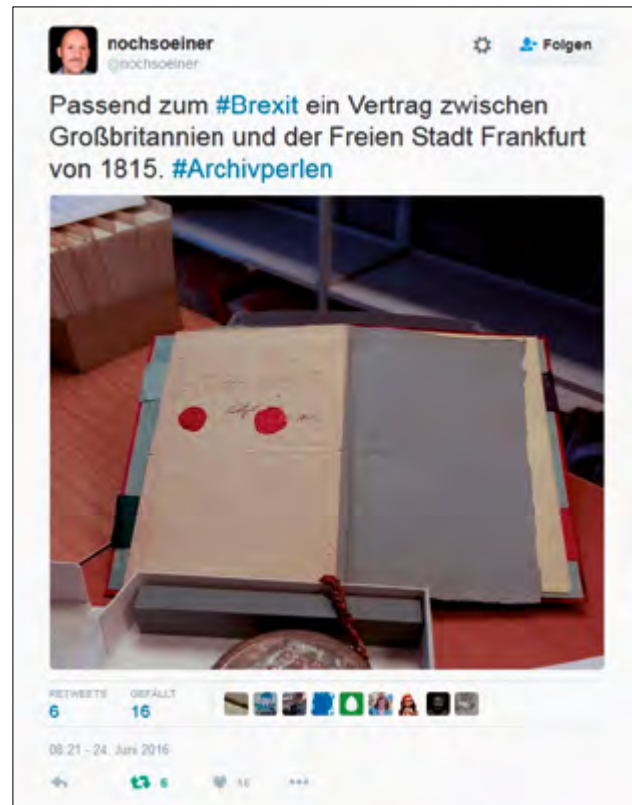 nochsoeiner
@nochsoeiner
Folgen
Passend zum #Brexit ein Vertrag zwischen
Großbritannien und der Freien Stadt Frankfurt
von 1815. #Archivperlen
RETWEETS GEFÄLLT
6 16
08:21 - 24. Juni 2016
6 16